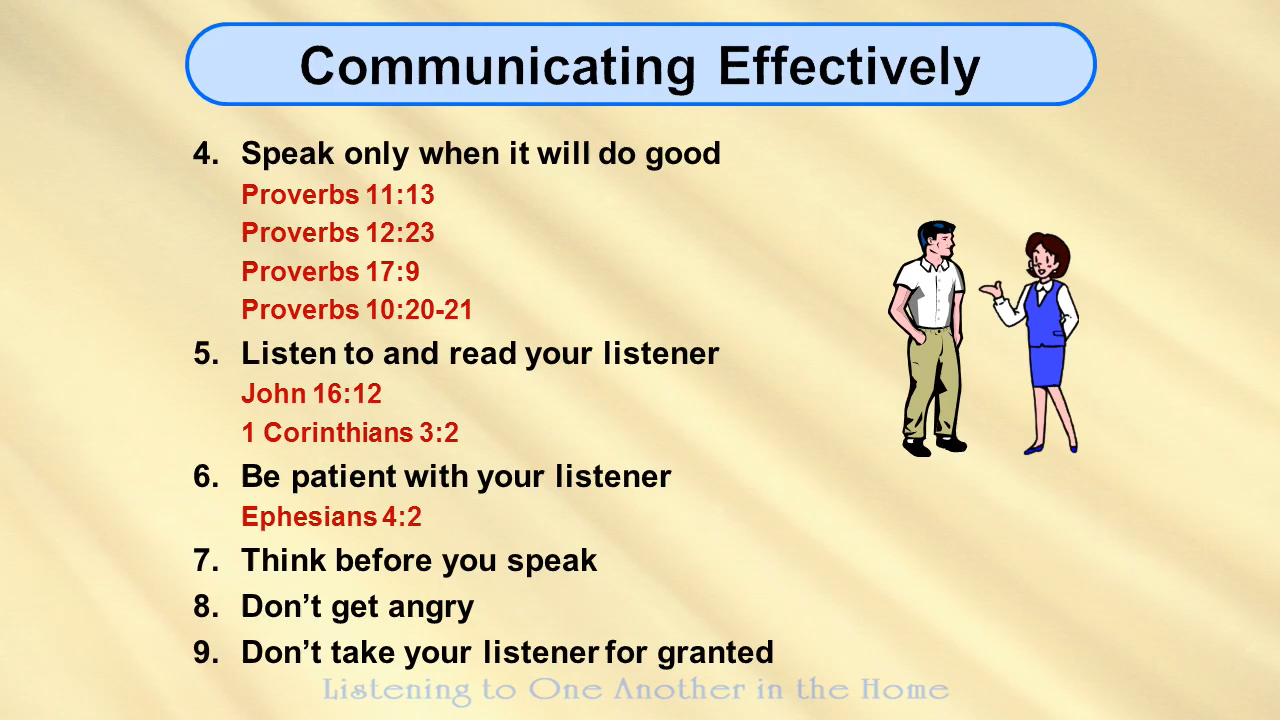 Communicating Effectively
4. Speak only when it will do good
Proverbs 11:13
Proverbs 12:23
Proverbs 17:9
Proverbs 10:20-21
5. Listen to and read your listener
John 16:12
1 Corinthians 3:2
6. Be patient with your listener
Ephesians 4:2
7. Think before you speak
8. Don’t get angry
9. Don’t take your listener for granted
Listening to One Another in the Home